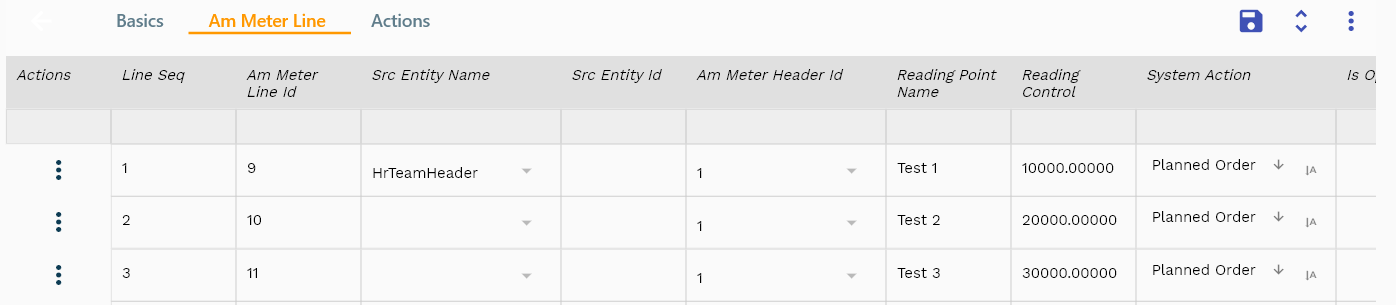 Basics Am Meter Line Actions
Actions Line Seq Am Meter Src Entity Name Src Entity Id Am Meter Header Id Reading Point Reading System Action Is O
Line Id Name Control
1 9 HrTeamHeader 1 Test 1 10000.00000 Planned Order |A
2 10 1 Test 2 20000.00000 Planned Order |A
3 11 1 Test 3 30000.00000 Planned Order |A